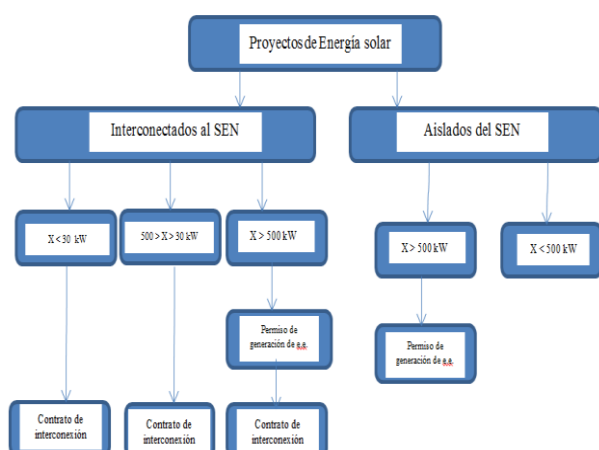 Proyectos de Energía solar
Interconectados al SEN
Aislados del SEN
X < 30 kW
500 > X > 30 kW
X > 500 kW
X > 500 kW
X < 500 kW
Permiso de
generación de e.e.
Permiso de
generación de e.e.
Contrato de
interconexión
Contrato de
interconexión
Contrato de
interconexión